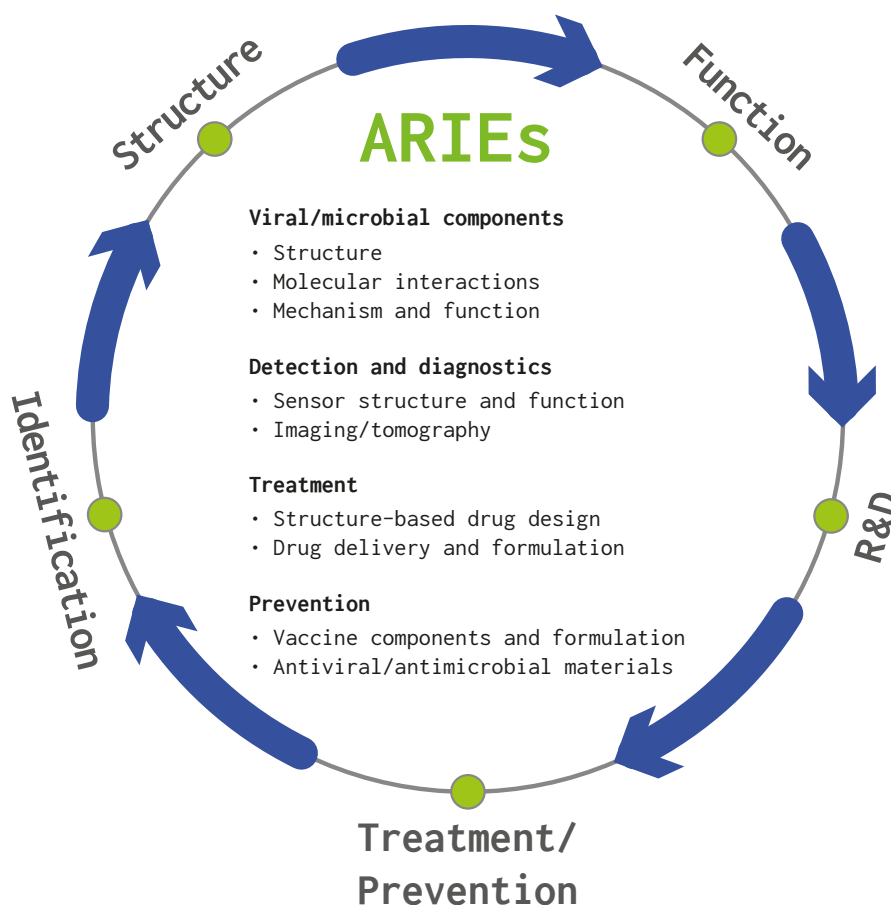 Structure
Function
ARIEs
Viral/microbial components
· Structure
· Molecular interactions
· Mechanism and function
Detection and diagnostics
· Sensor structure and function
· Imaging/tomography
Treatment
· Structure-based drug design
· Drug delivery and formulation
Prevention
· Vaccine components and formulation
· Antiviral/antimicrobial materials
Identification
R&D
Treatment/
Prevention